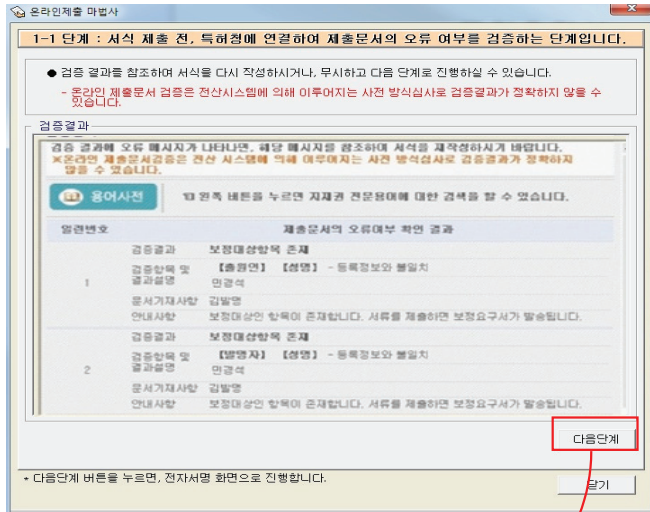 온라인제출 마법사
1-1 단계 : 서식 제출 전, 특허청에 연결하여 제출문서의 오류 여부를 검증하는 단계입니다.
● 검증 결과를 참조하여 서식을 다시 작성하시거나, 무시하고 다음 단계로 진행하실 수 있습니다.
- 온라인 제출문서 검증은 전산시스템에 의해 이루어지는 사전 방식심사로 검증결과가 정확하지 않을 수
있습니다.
검증결과
검증 결과에 오류 메시지가 나타나면, 해당 메시지를 참조하여 서식을 재작성하시기 바랍니다.
※온라인 제출문서검증은 전산 시스템에 의해 이루어지는 사전 방식심사로 검증결과가 정확하지
않을 수 있습니다.
용어사전 왼쪽 버튼을 누르면 지재권 전문용어에 대한 검색을 할 수 있습니다.
일련번호 제출문서의 오류여부 확인 결과
검증결과 보정대상항목 존재
검증항목 및 【출원인】 【성명】 - 등록정보와 불일치
1 결과설명 민경석
문서기재사항 김발명
안내사항 보정대상인 항목이 존재합니다. 서류를 제출하면 보정요구서가 발송됩니다.
검증결과 보정대상항목 존재
검증항목 및 【발명자】 【성명】 - 등록정보와 불일치
2 결과설명 민경석
문서기재사항 김발명
안내사항 보정대상인 항목이 존재합니다. 서류를 제출하면 보정요구서가 발송됩니다.
다음단계
* 다음단계 버튼을 누르면, 전자서명 화면으로 진행합니다.
닫기